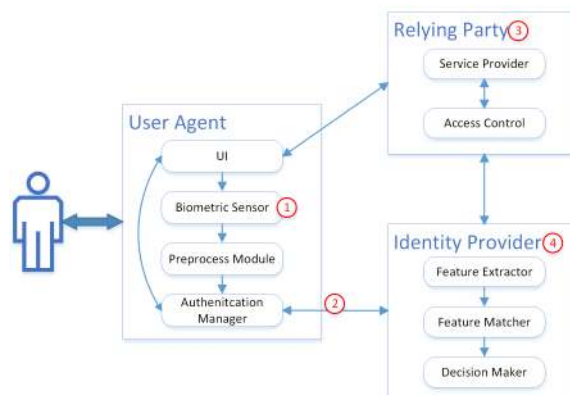 Relying Party 3
Service Provider
Access Control
User Agent
UI
Biometric Sensor 1
Preprocess Module
Authenitcation
Manager
2
Identity Provider 4
Feature Extractor
Feature Matcher
Decision Maker